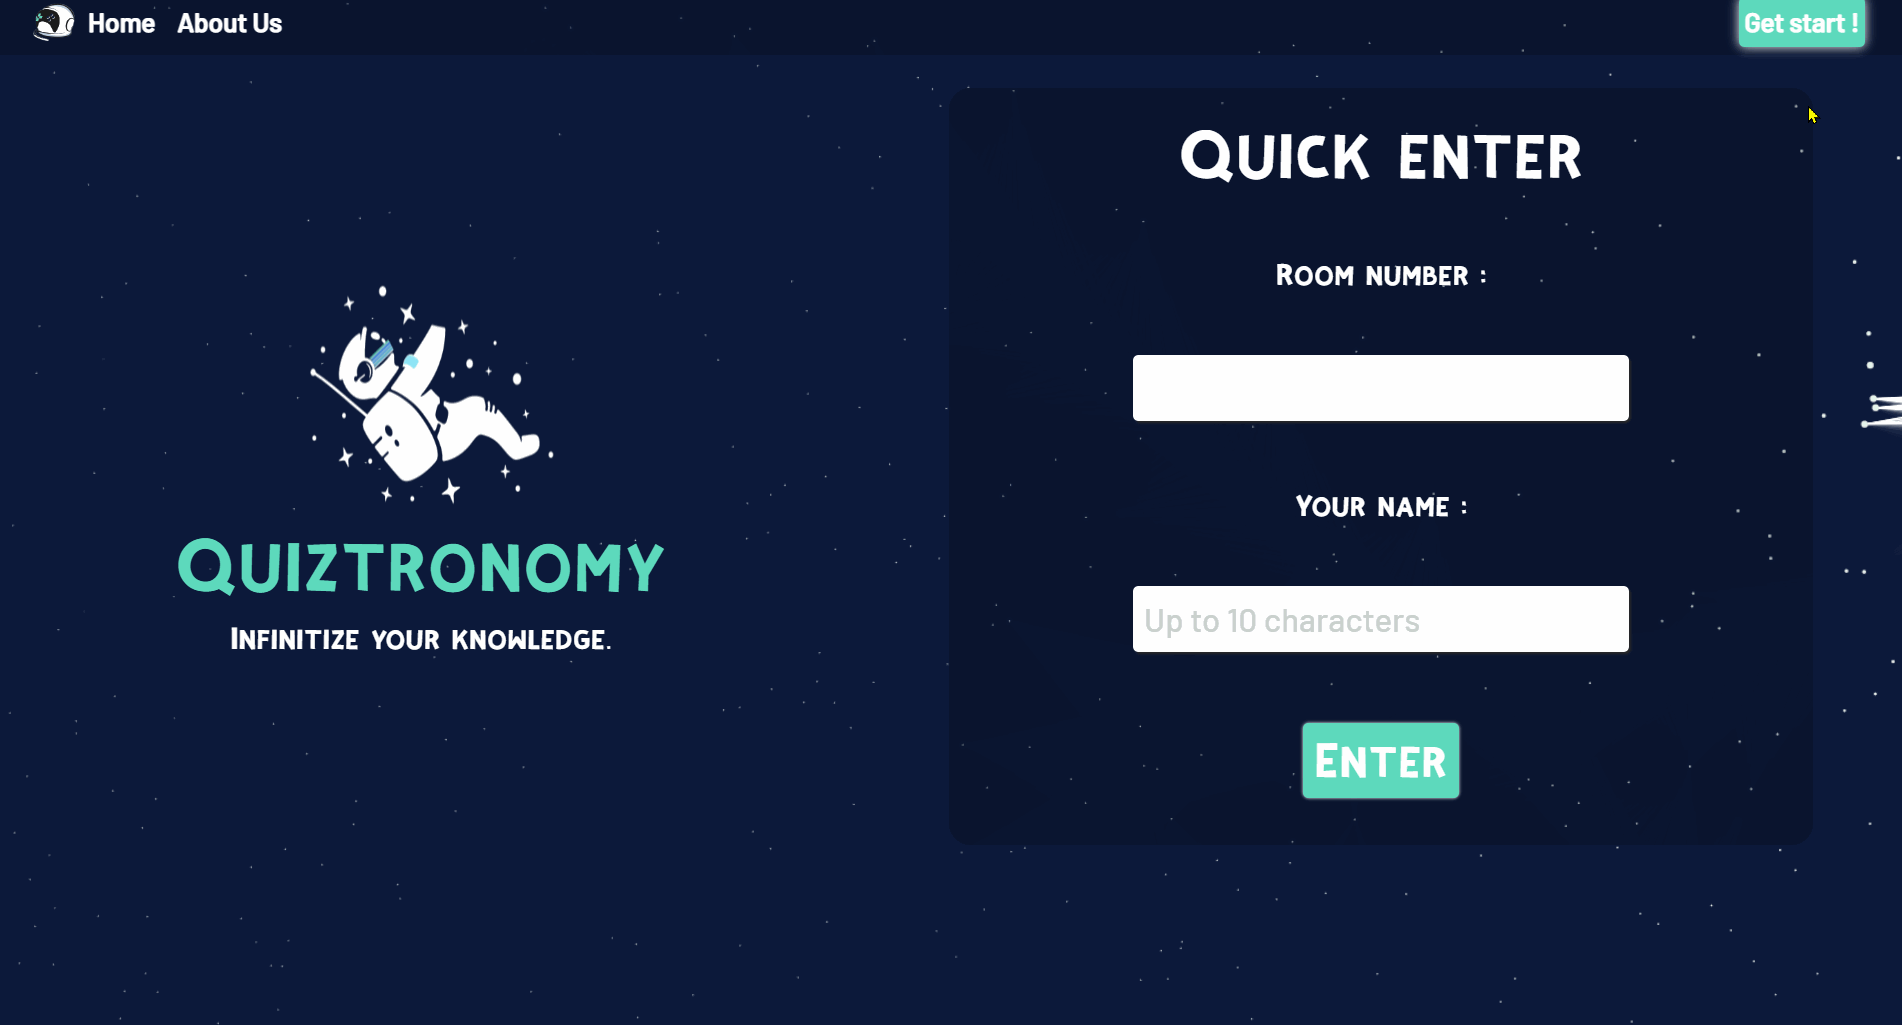 Home About Us Get start !
Quick enter
Room number :
Your name :
Up to 10 characters
Enter
Quiztronomy
Infinitize your knowledge.